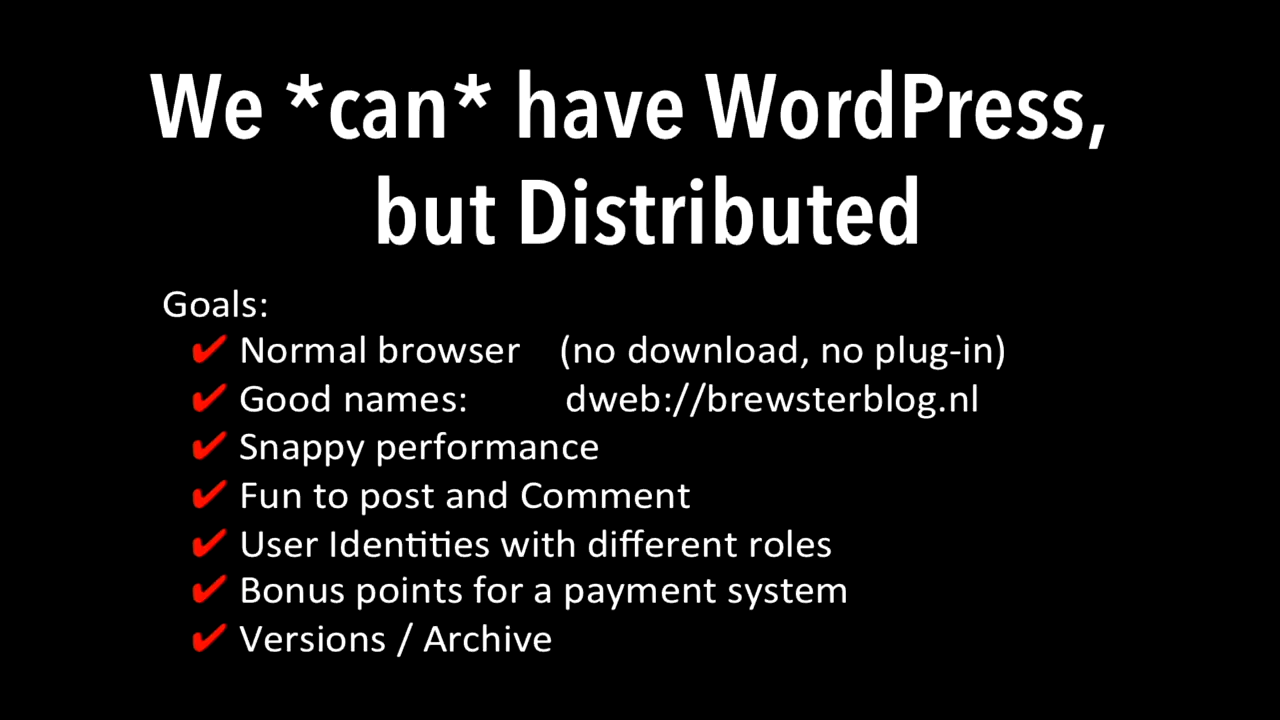 We *can* have WordPress,
but Distributed
Goals:
✔ Normal browser (no download, no plug-in)
✔ Good names: dweb://brewsterblog.nl
✔ Snappy performance
✔ Fun to post and Comment
✔ User Identities with different roles
✔ Bonus points for a payment system
✔ Versions / Archive